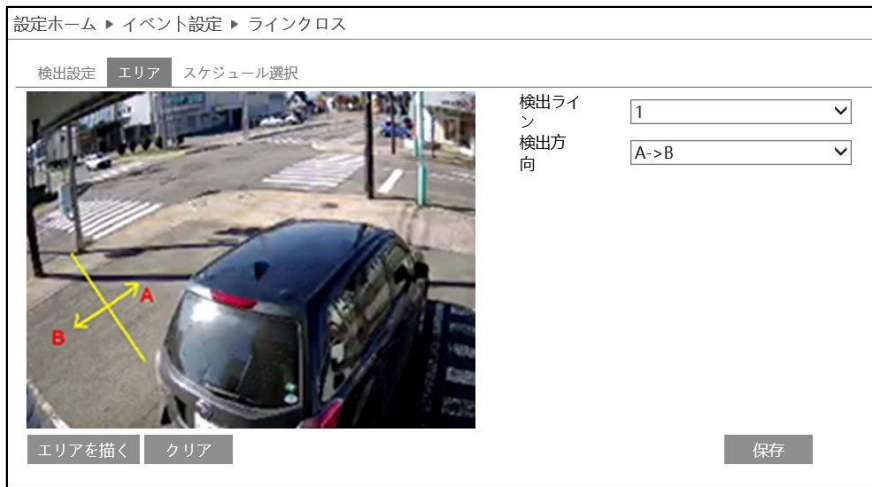 設定ホーム ▶ イベント設定 ▶ ラインクロス
検出設定 エリア スケジュール選択
検出ライ
ン
1
検出方
向
A->B
A
B
エリアを描く クリア 保存